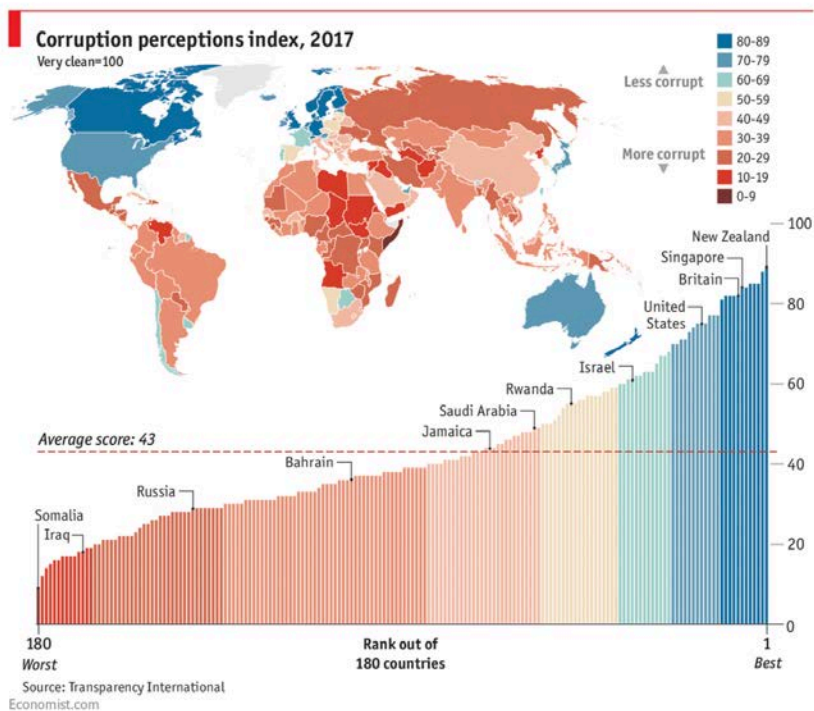 Corruption perceptions index, 2017
Very clean=100
80-89
70-79
60-69
50-59
40-49
30-39
20-29
10-19
0-9
Less corrupt
More corrupt
100
80
60
40
20
0
New Zealand
Singapore
Britain
United
States
Israel
Rwanda
Saudi Arabia
Jamaica
Average score: 43
Bahrain
Russia
Somalia
Iraq
180
Worst
Rank out of
180 countries
1
Best
Source: Transparency International
Economist.com